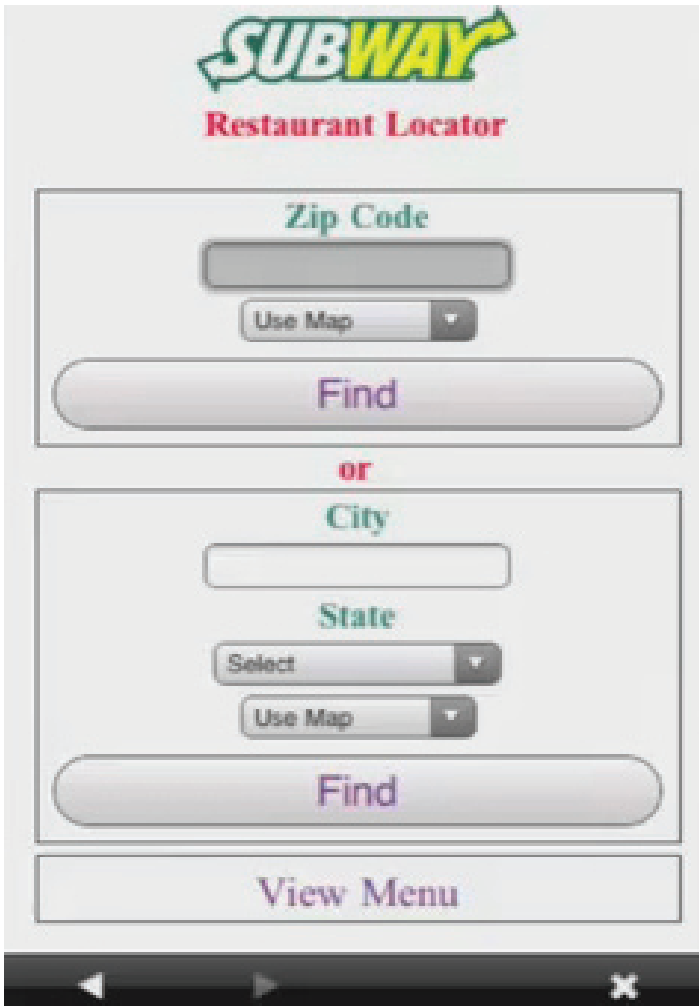 SUBWAY
Restaurant Locator
Zip Code
Use Map
Find
or
City
State
Select
Use Map
Find
View Menu